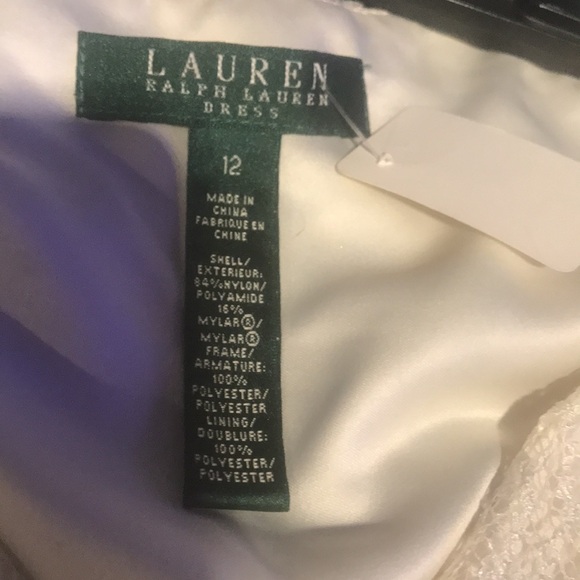 LAUREN
RALPH LAUREN
DRESS
12
MADE IN
CHINA
FABRIQUE EN
CHINE
SHELL/
EXTERIEUR:
84% NYLON/
POLYAMIDE
16%
MYLAR®/
MYLAR®
FRAME/
ARMATURE:
100%
POLYESTER/
POLYESTER
LINING/
DOUBLURE:
100%
POLYESTER/
POLYESTER